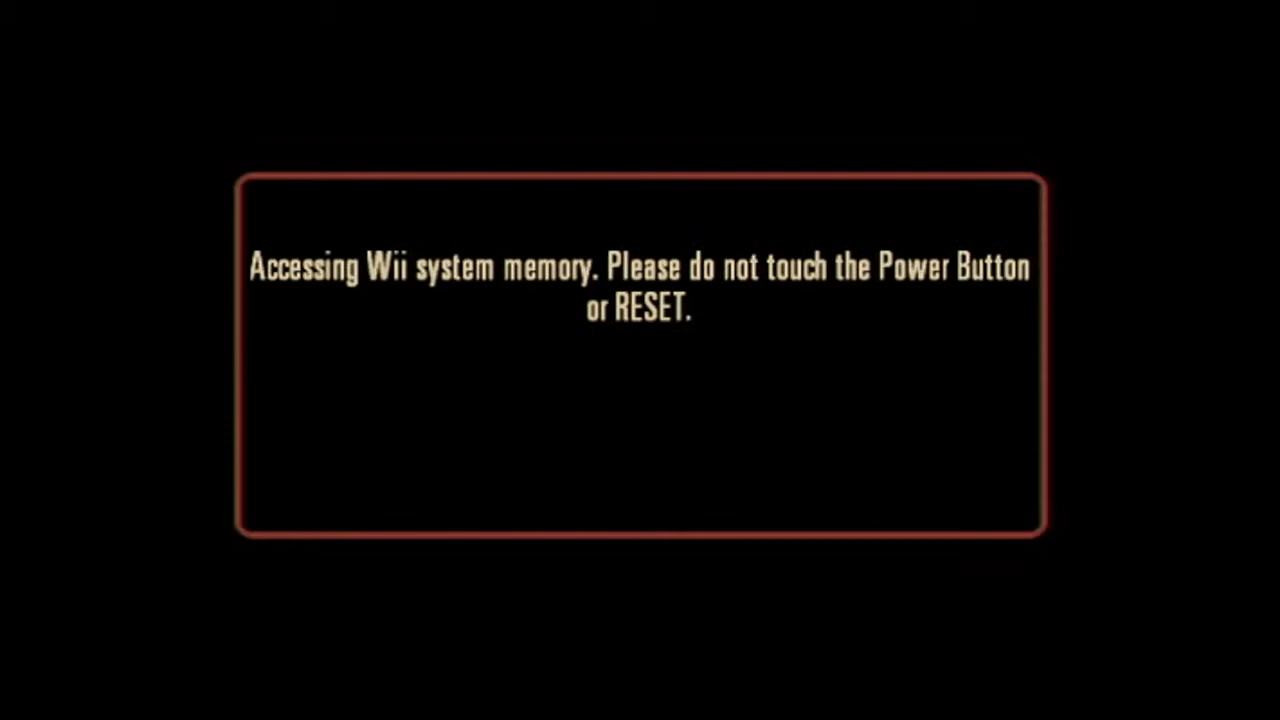 Accessing Wii system memory. Please do not touch the Power Button
or RESET.